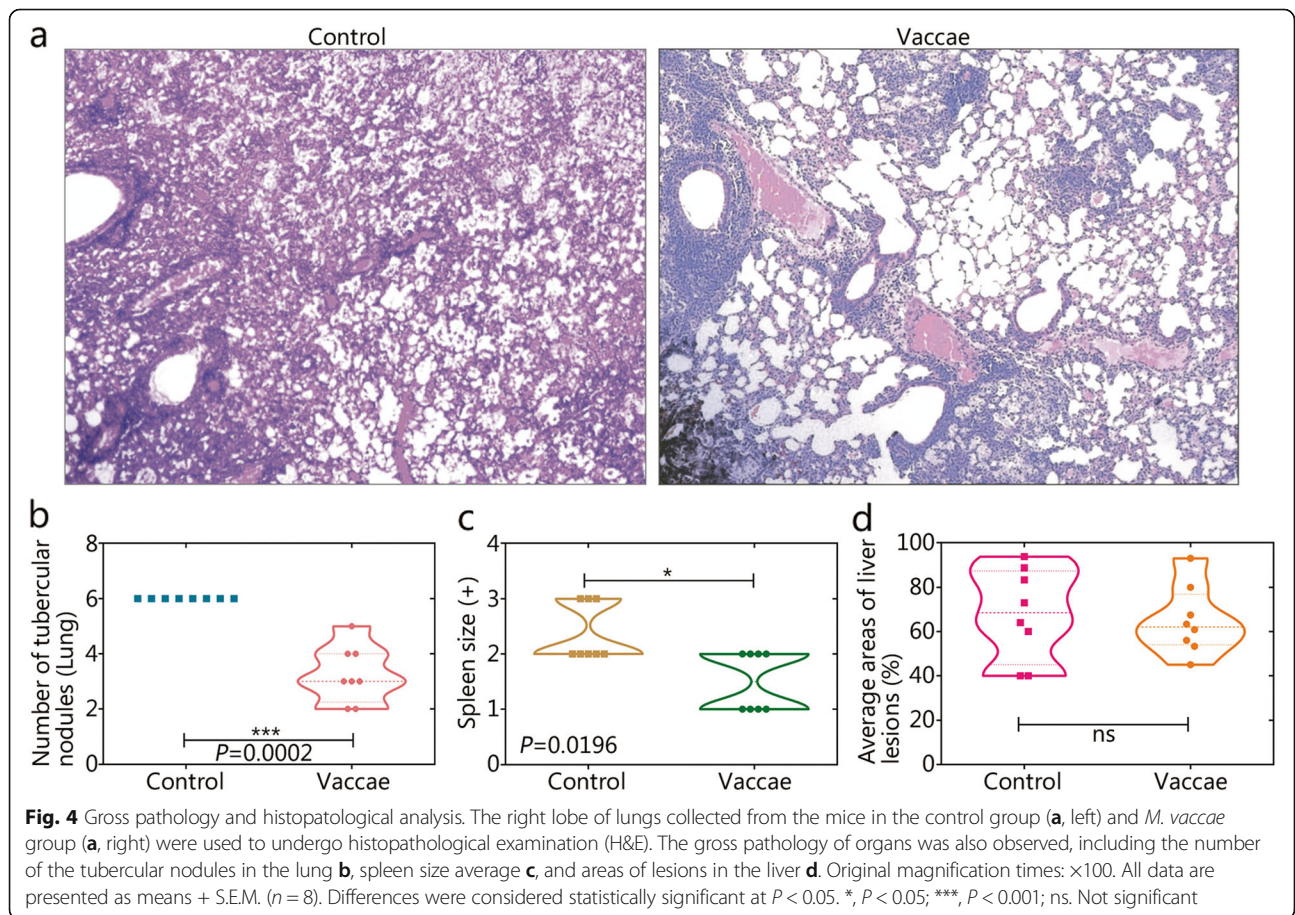 a
Control
Vaccae
b
Number of tubercular
nodules (Lung)
8
6
4
2
0
***
P=0.0002
Control
Vaccae
c
Spleen size (+)
4
3
2
1
0
*
P=0.0196
Control
Vaccae
d
Average areas of liver
lesions (%)
100
80
60
40
20
0
ns
Control
Vaccae
Fig. 4 Gross pathology and histopatological analysis. The right lobe of lungs collected from the mice in the control group (a, left) and M. vaccae
group (a, right) were used to undergo histopathological examination (H&E). The gross pathology of organs was also observed, including the number
of the tubercular nodules in the lung b, spleen size average c, and areas of lesions in the liver d. Original magnification times: ×100. All data are
presented as means + S.E.M. (n = 8). Differences were considered statistically significant at P < 0.05. *, P < 0.05; ***, P < 0.001; ns. Not significant